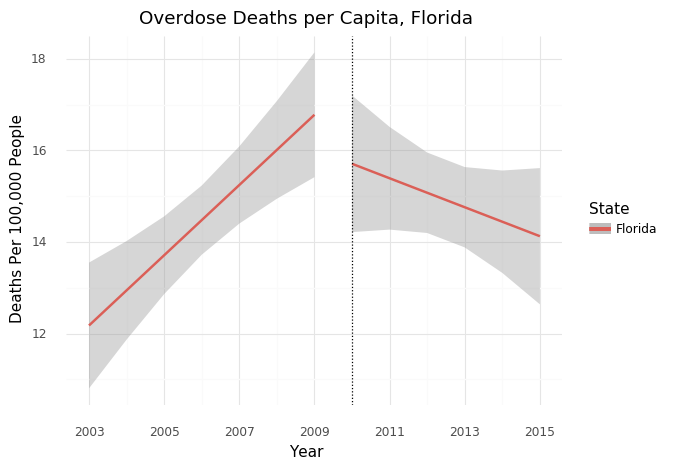 Overdose Deaths per Capita, Florida
Deaths Per 100,000 People
18
16
14
12
2003 2005 2007 2009 2011 2013 2015
Year
State
Florida